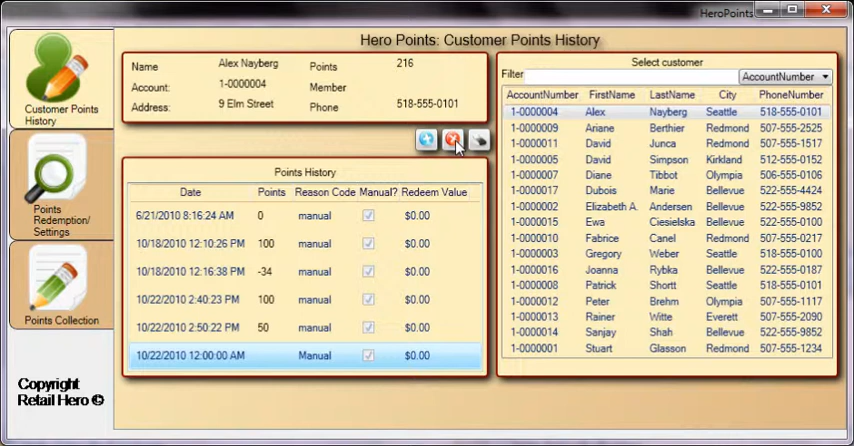 HeroPoints
Hero Points: Customer Points History
Customer Points
History
Points
Redemption/
Settings
Points Collection
Copyright
Retail Hero ©
Name Alex Nayberg Points 216
Account: 1-0000004 Member
Address: 9 Elm Street Phone 518-555-0101
Points History
Date Points Reason Code Manual? Redeem Value
6/21/2010 8:16:24 AM 0 manual $0.00
10/18/2010 12:10:26 PM 100 manual $0.00
10/18/2010 12:16:38 PM -34 manual $0.00
10/22/2010 2:40:23 PM 100 manual $0.00
10/22/2010 2:50:22 PM 50 manual $0.00
10/22/2010 12:00:00 AM Manual $0.00
Select customer
Filter AccountNumber
AccountNumber FirstName LastName City PhoneNumber
1-0000004 Alex Nayberg Seattle 518-555-0101
1-0000009 Ariane Berthier Redmond 507-555-2525
1-0000011 David Junca Redmond 507-555-1517
1-0000005 David Simpson Kirkland 512-555-0152
1-0000007 Diane Tibbot Olympia 506-555-0106
1-0000017 Dubois Marie Bellevue 522-555-4424
1-0000002 Elizabeth A. Andersen Bellevue 522-555-9852
1-0000015 Ewa Ciesielska Bellevue 522-555-0100
1-0000010 Fabrice Canel Redmond 507-555-0217
1-0000003 Gregory Weber Seattle 518-555-0100
1-0000016 Joanna Rybka Bellevue 522-555-0187
1-0000008 Patrick Shortt Seattle 518-555-0101
1-0000012 Peter Brehm Olympia 507-555-1117
1-0000013 Rainer Witte Everett 507-555-2090
1-0000014 Sanjay Shah Bellevue 522-555-9852
1-0000001 Stuart Glasson Redmond 507-555-1234